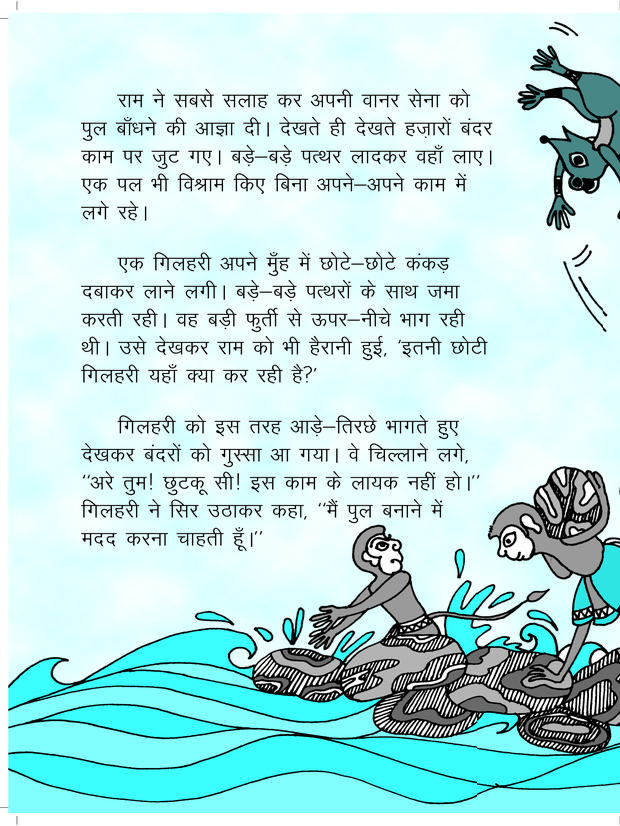 राम ने सबसे सलाह कर अपनी वानर सेना को
पुल बाँधने की आज्ञा दी। देखते ही देखते हज़ारों बंदर
काम पर जुट गए। बड़े–बड़े पत्थर लादकर वहाँ लाए।
एक पल भी विश्राम किए बिना अपने–अपने काम में
लगे रहे।
एक गिलहरी अपने मुँह में छोटे–छोटे कंकड़
दबाकर लाने लगी। बड़े–बड़े पत्थरों के साथ जमा
करती रही। वह बड़ी फुर्ती से ऊपर–नीचे भाग रही
थी। उसे देखकर राम को भी हैरानी हुई, 'इतनी छोटी
गिलहरी यहाँ क्या कर रही है?'
गिलहरी को इस तरह आड़े–तिरछे भागते हुए
देखकर बंदरों को गुस्सा आ गया। वे चिल्लाने लगे,
''अरे तुम! छुटकू सी! इस काम के लायक नहीं हो।''
गिलहरी ने सिर उठाकर कहा, ''मैं पुल बनाने में
मदद करना चाहती हूँ।''